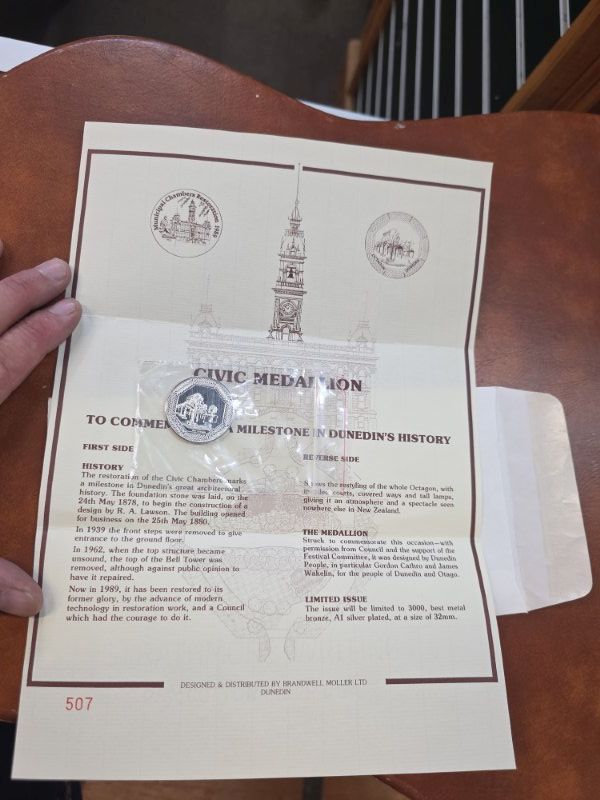 Municipal Chambers Restoration 1989
CIVIC MEDALLION
TO COMMEM A MILESTONE IN DUNEDIN'S HISTORY
FIRST SIDE
HISTORY
The restoration of the Civic Chambers marks
a milestone in Dunedin's great architectural
history. The foundation stone was laid, on the
24th May 1878, to begin the construction of a
design by R. A. Lawson. The building opened
for business on the 25th May 1880.
In 1939 the front steps were removed to give
entrance to the ground floor.
In 1962, when the top structure became
unsound, the top of the Bell Tower was
removed, although against public opinion to
have it repaired.
Now in 1989, it has been restored to its
former glory, by the advance of modern
technology in restoration work, and a Council
which had the courage to do it.
REVERSE SIDE
Shows the restyling of the whole Octagon, with
courts, covered ways and tall lamps,
giving it an atmosphere and a spectacle seen
nowhere else in New Zealand.
THE MEDALLION
Struck to commemorate this occasion—with
permission from Council and the support of the
Festival Committee, it was designed by Dunedin
People, in particular Gordon Cathro and James
Wakelin, for the people of Dunedin and Otago.
LIMITED ISSUE
The issue will be limited to 3000, best metal
bronze, A1 silver plated, at a size of 32mm.
DESIGNED & DISTRIBUTED BY BRANDWELL MOLLER LTD
DUNEDIN
507